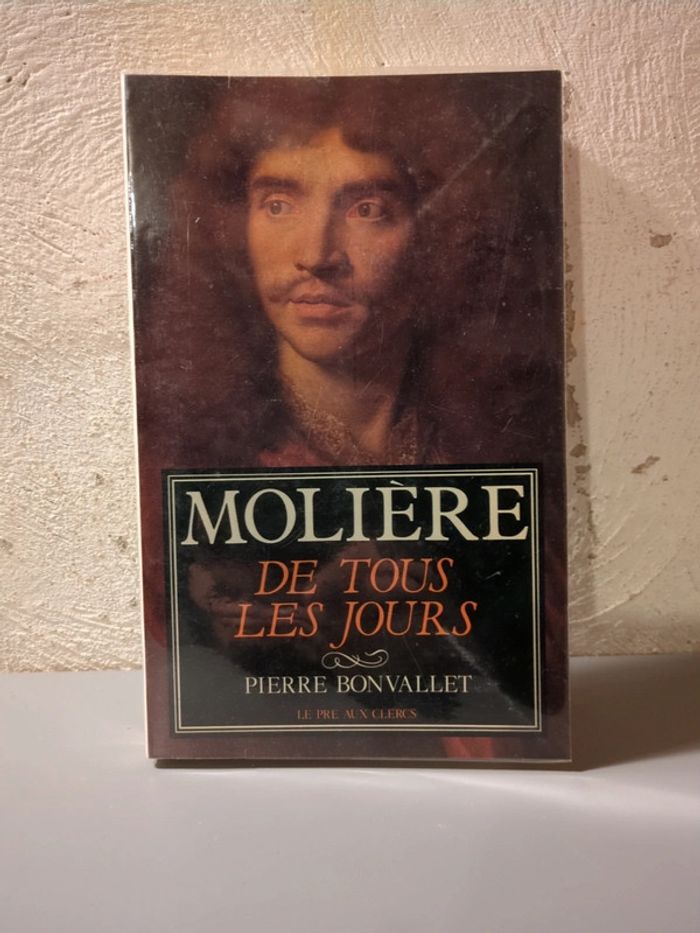 MOLIÈRE
DE TOUS
LES JOURS
PIERRE BONVALLET
LE PRE AUX CLERCS